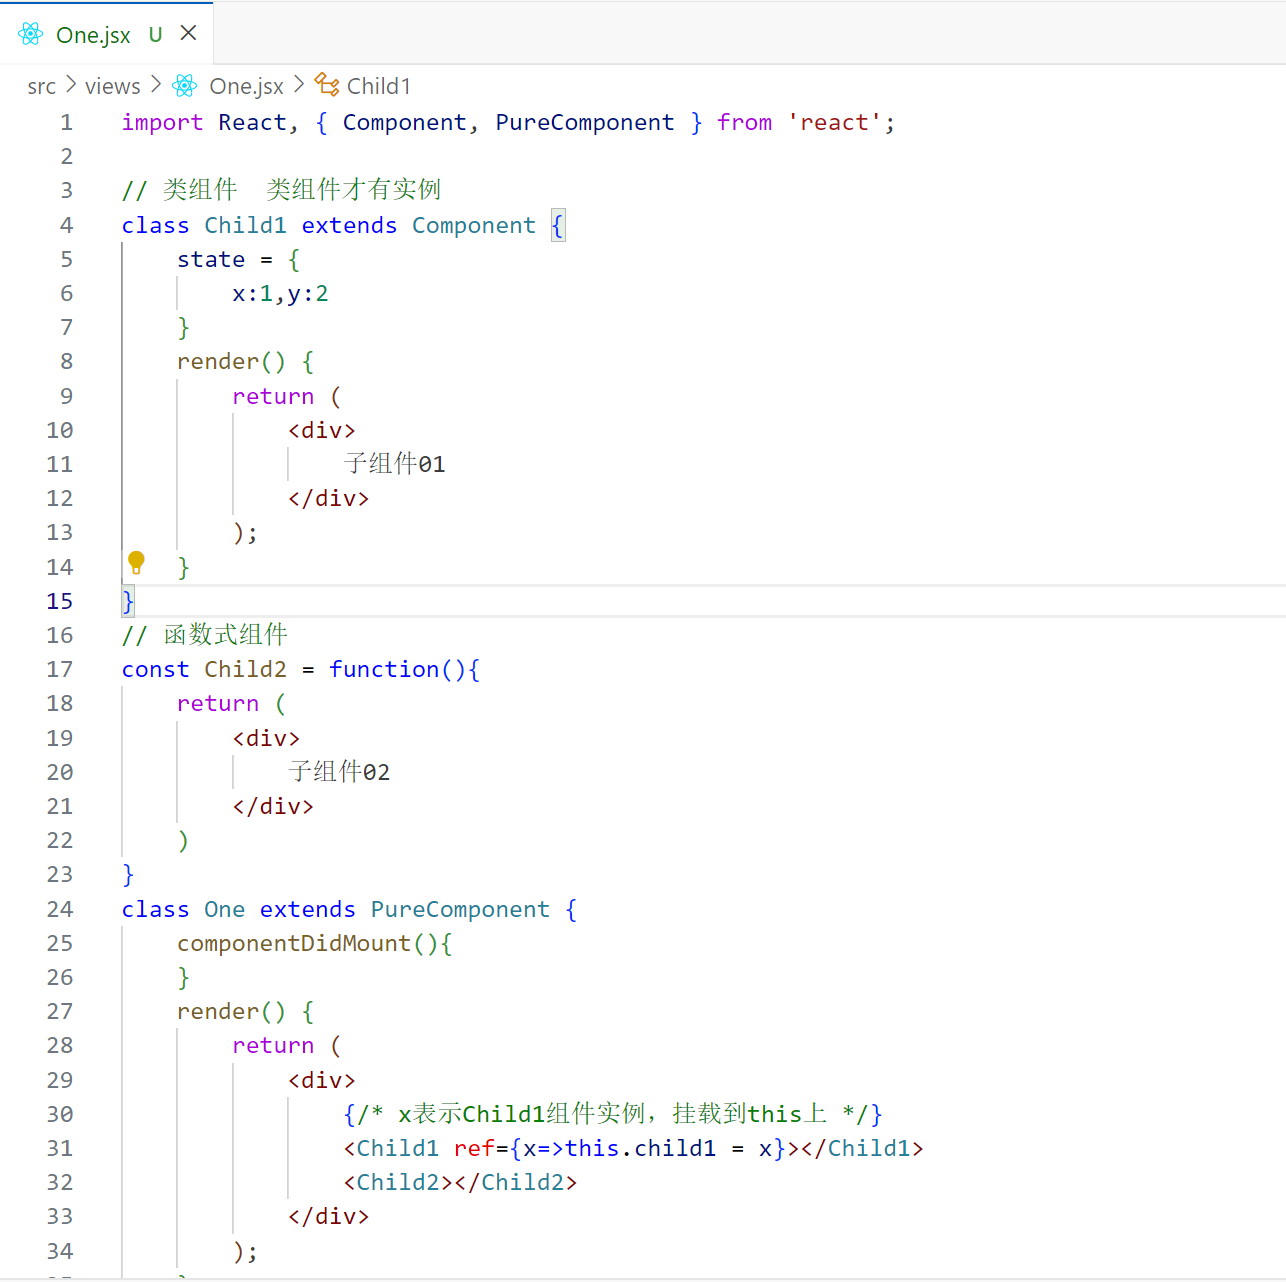 One.jsx U
src > views > One.jsx > Child1
1 import React, { Component, PureComponent } from 'react';
2
3 // 类组件  类组件才有实例
4 class Child1 extends Component {
5     state = {
6         x:1,y:2
7     }
8     render() {
9         return (
10             <div>
11                 子组件01
12             </div>
13         );
14     }
15 }
16 // 函数式组件
17 const Child2 = function(){
18     return (
19         <div>
20             子组件02
21         </div>
22     )
23 }
24 class One extends PureComponent {
25     componentDidMount(){
26     }
27     render() {
28         return (
29             <div>
30                 {/* x表示Child1组件实例，挂载到this上 */}
31                 <Child1 ref={x=>this.child1 = x}></Child1>
32                 <Child2></Child2>
33             </div>
34         );